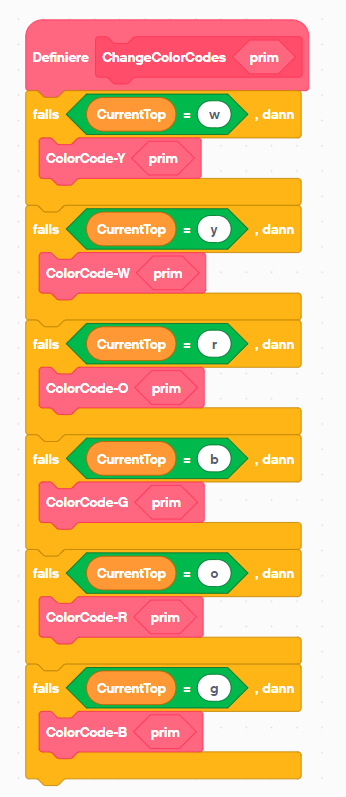 Definiere ChangeColorCodes prim
falls CurrentTop = w , dann
ColorCode-Y prim
falls CurrentTop = y , dann
ColorCode-W prim
falls CurrentTop = r , dann
ColorCode-O prim
falls CurrentTop = b , dann
ColorCode-G prim
falls CurrentTop = o , dann
ColorCode-R prim
falls CurrentTop = g , dann
ColorCode-B prim